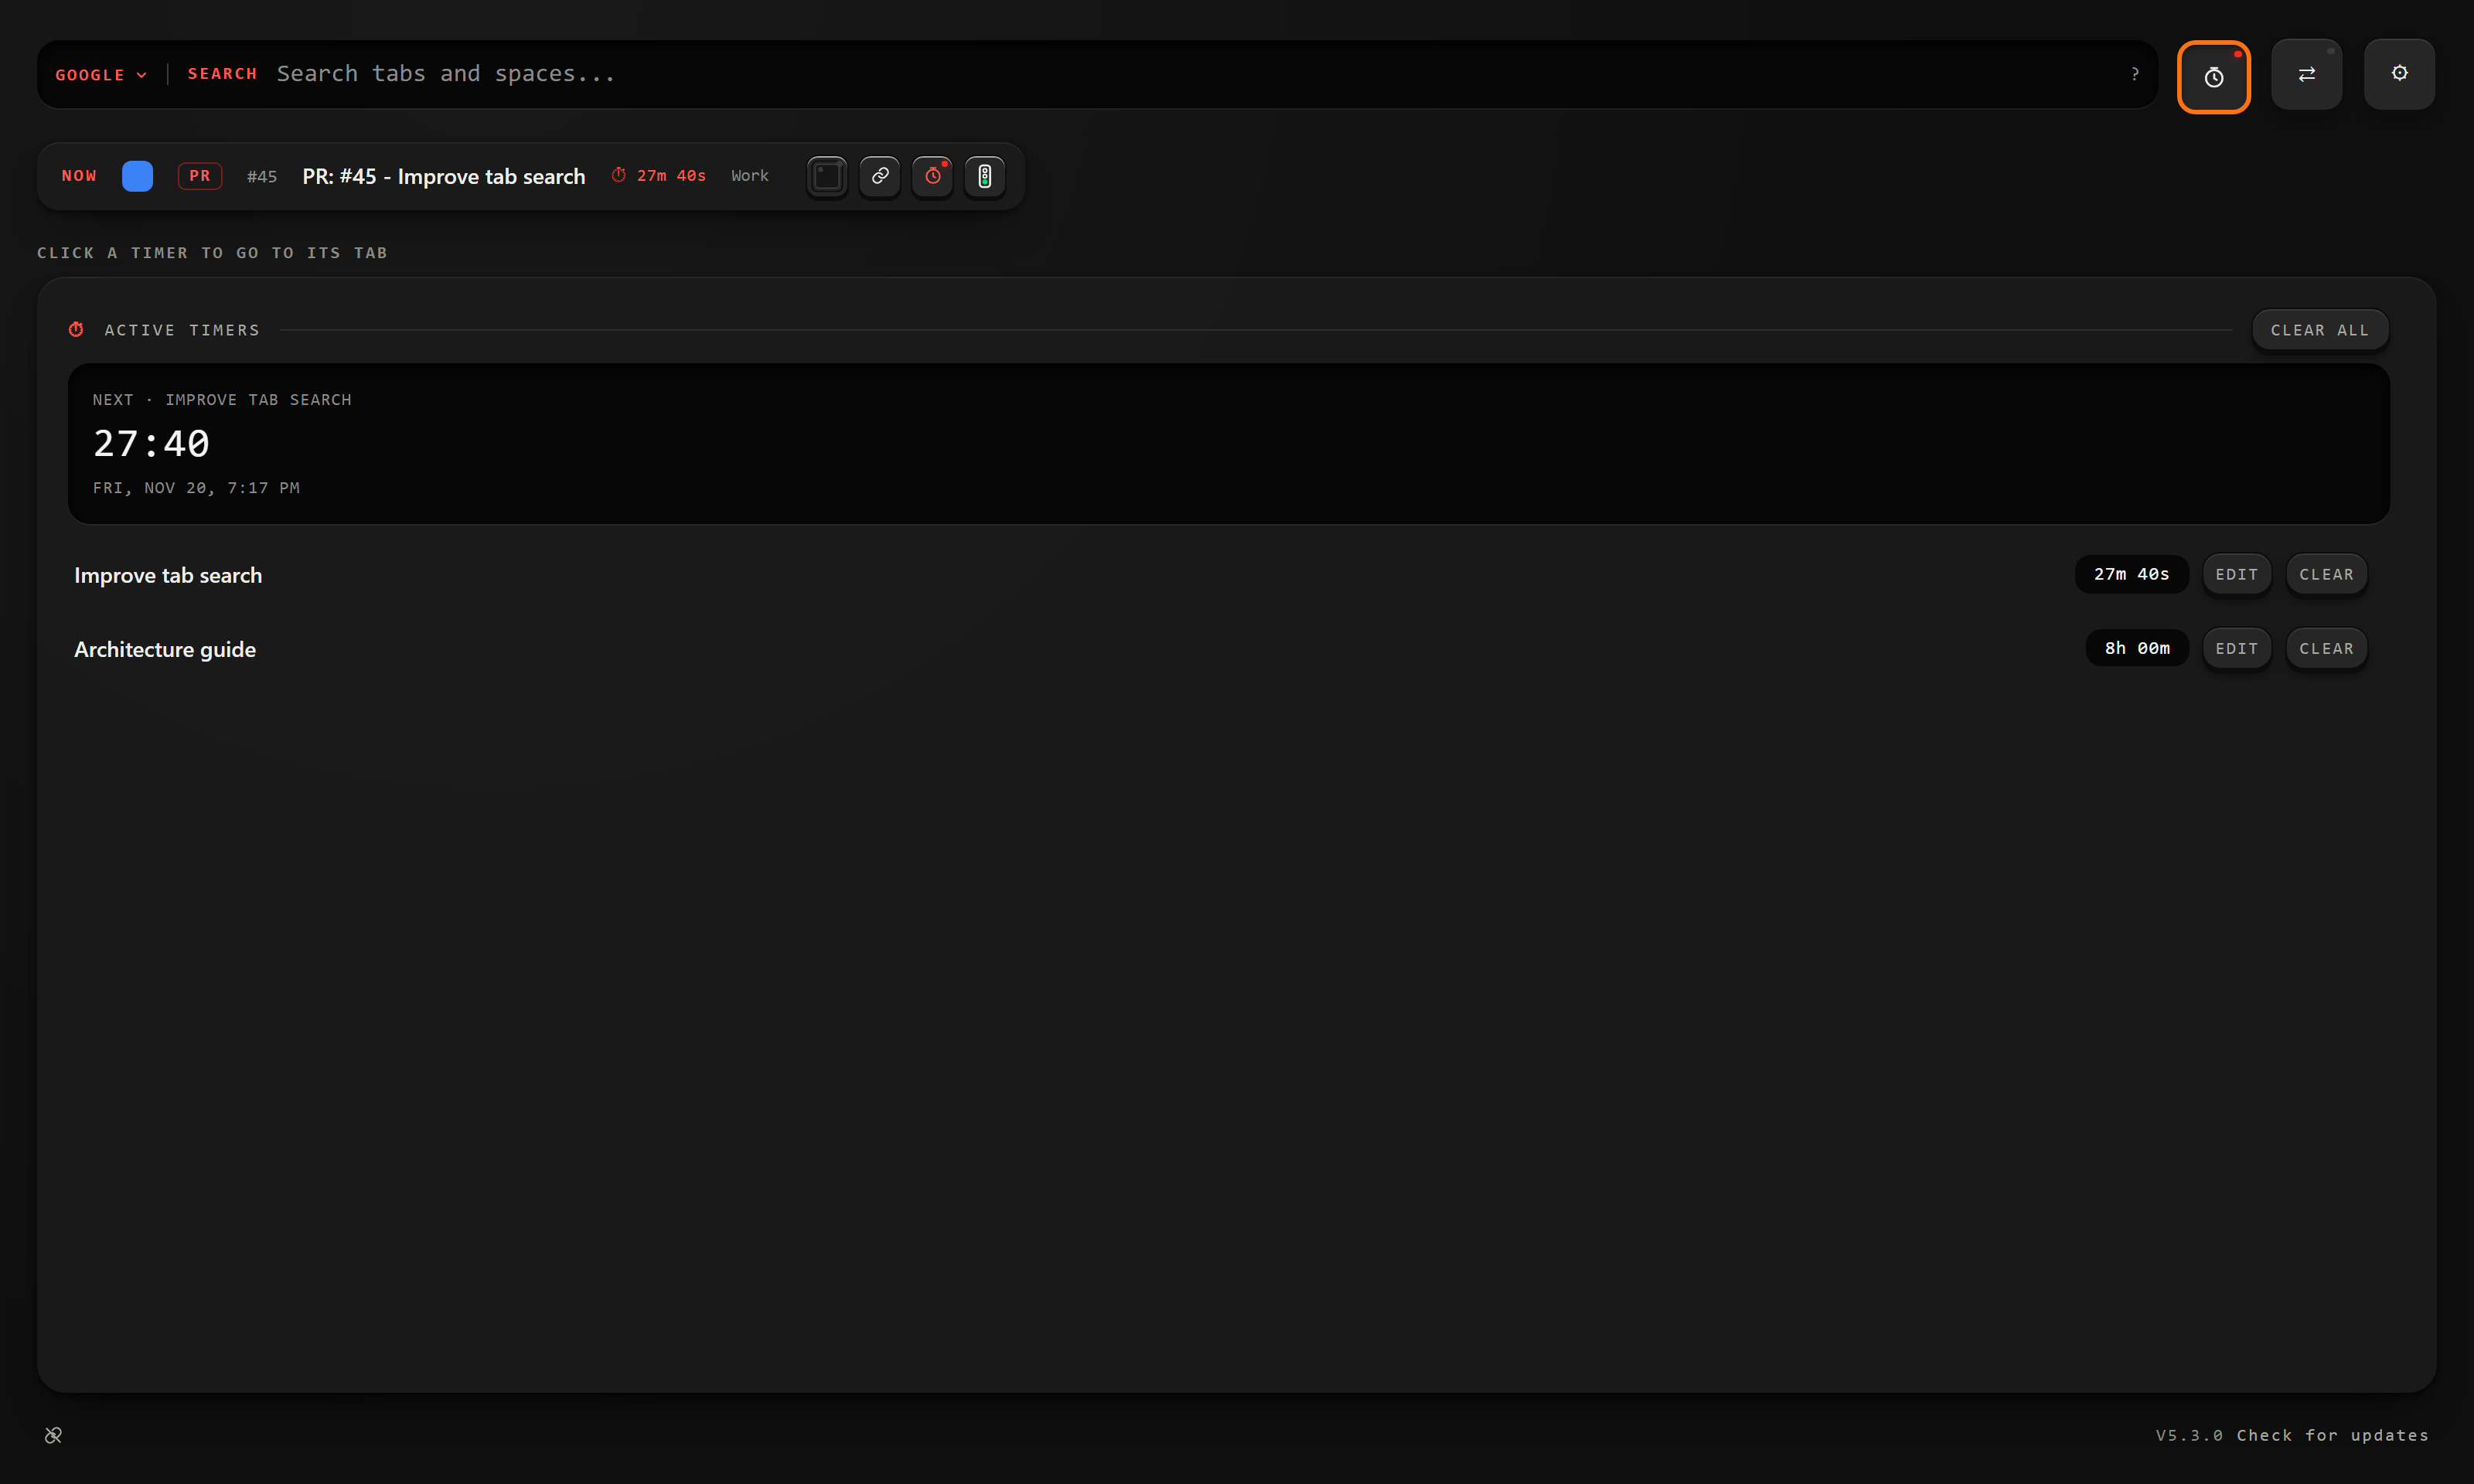 GOOGLE SEARCH Search tabs and spaces... ?
NOW PR #45 PR: #45 - Improve tab search 27m 40s Work
CLICK A TIMER TO GO TO ITS TAB
ACTIVE TIMERS CLEAR ALL
NEXT · IMPROVE TAB SEARCH
27:40
FRI, NOV 20, 7:17 PM
Improve tab search 27m 40s EDIT CLEAR
Architecture guide 8h 00m EDIT CLEAR
V5.3.0 Check for updates